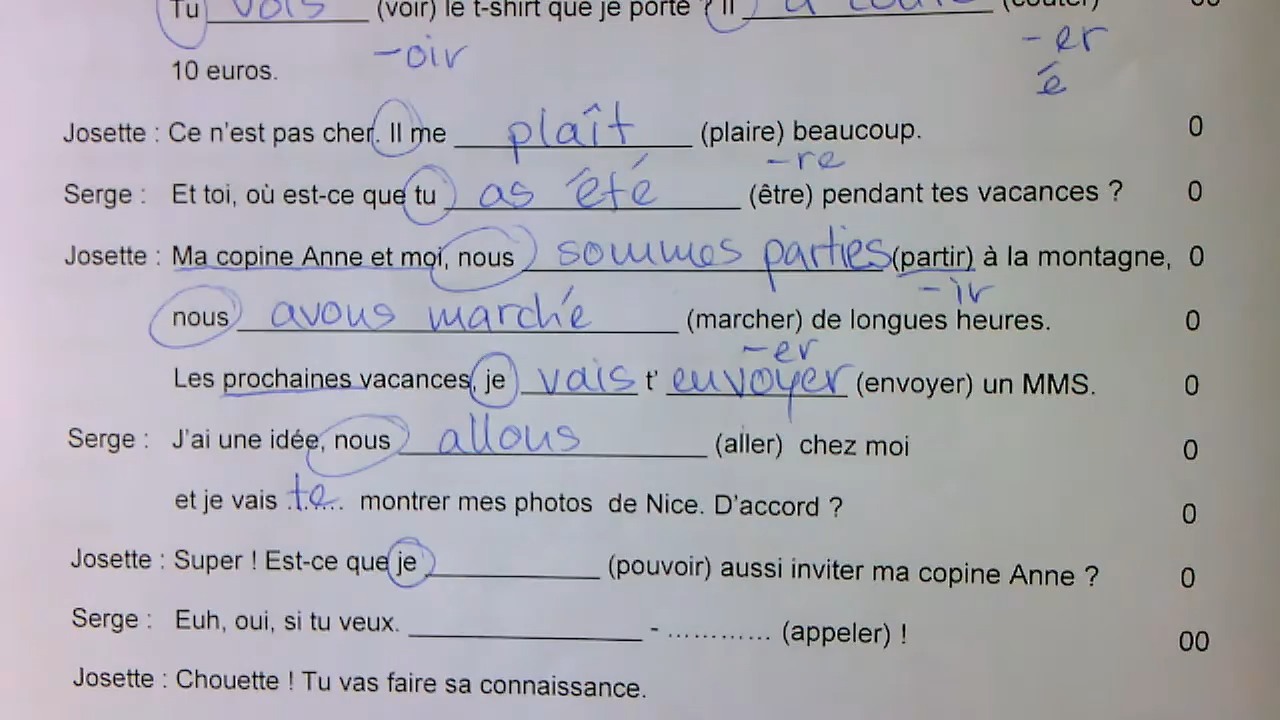 Tu vois (voir) le t-shirt que je porte ? Il a coûté (coûter) 00
-oir -er
10 euros. é
Josette : Ce n'est pas cher. Il me plaît (plaire) beaucoup. 0
-re
Serge : Et toi, où est-ce que tu as été (être) pendant tes vacances ? 0
Josette : Ma copine Anne et moi, nous sommes parties (partir) à la montagne, 0
-ir
nous avons marché (marcher) de longues heures. 0
-er
Les prochaines vacances, je vais t' envoyer (envoyer) un MMS. 0
Serge : J'ai une idée, nous allons (aller) chez moi 0
et je vais te montrer mes photos de Nice. D'accord ? 0
Josette : Super ! Est-ce que je ____________ (pouvoir) aussi inviter ma copine Anne ? 0
Serge : Euh, oui, si tu veux. ________________ - ............. (appeler) ! 00
Josette : Chouette ! Tu vas faire sa connaissance.